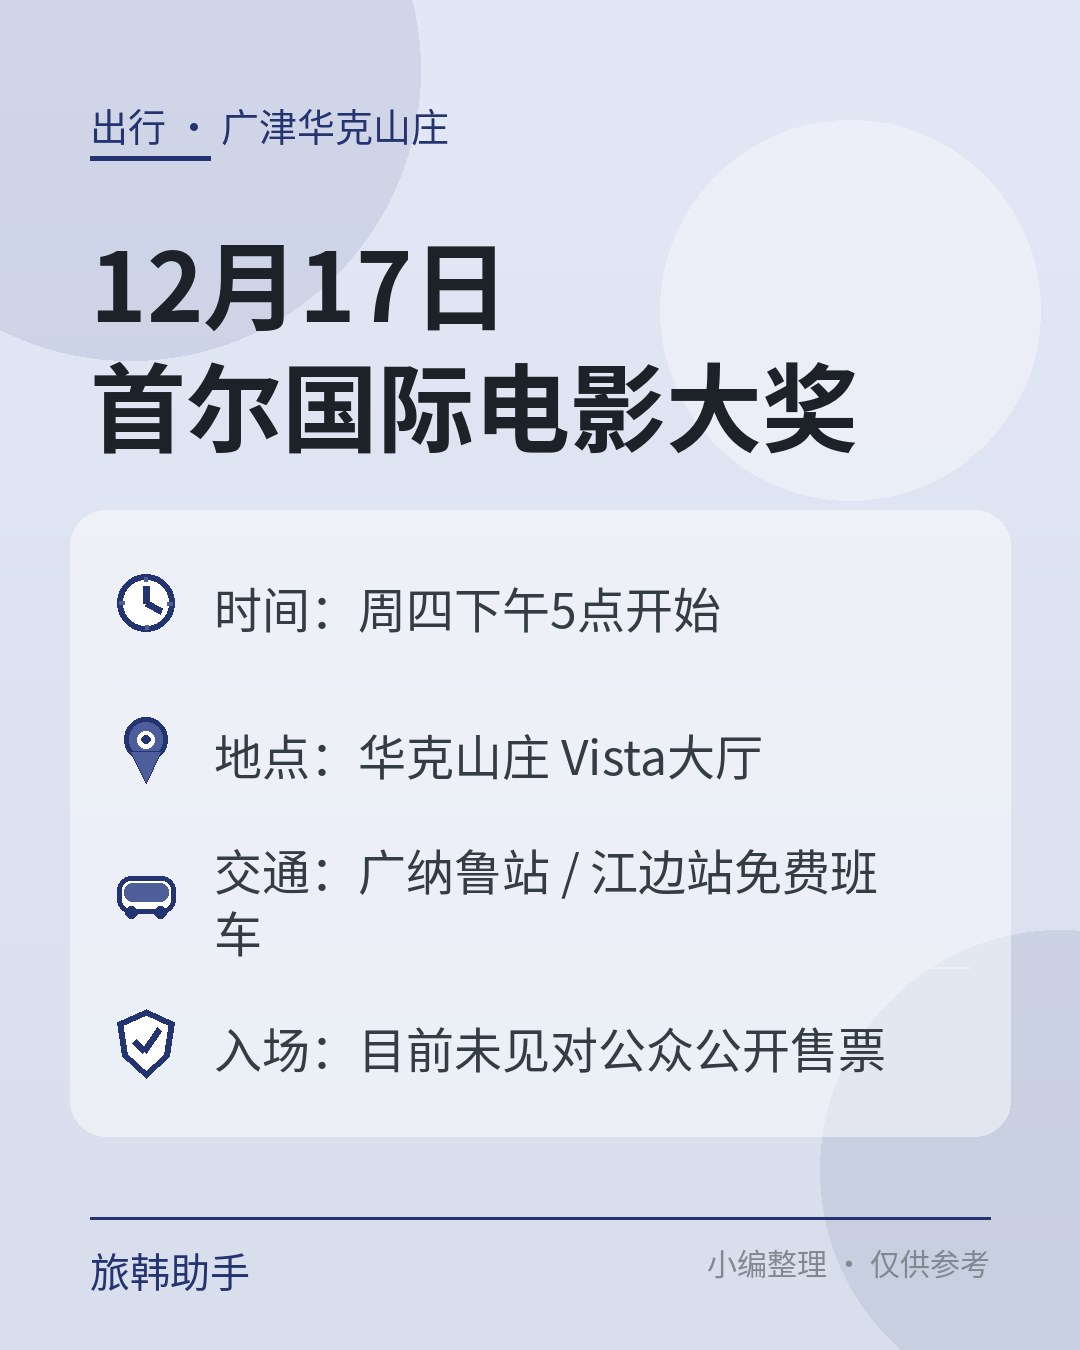 出行 · 广津华克山庄
12月17日
首尔国际电影大奖
时间：周四下午5点开始
地点：华克山庄 Vista大厅
交通：广纳鲁站 / 江边站免费班
车
入场：目前未见对公众公开售票
旅韩助手
小编整理 · 仅供参考